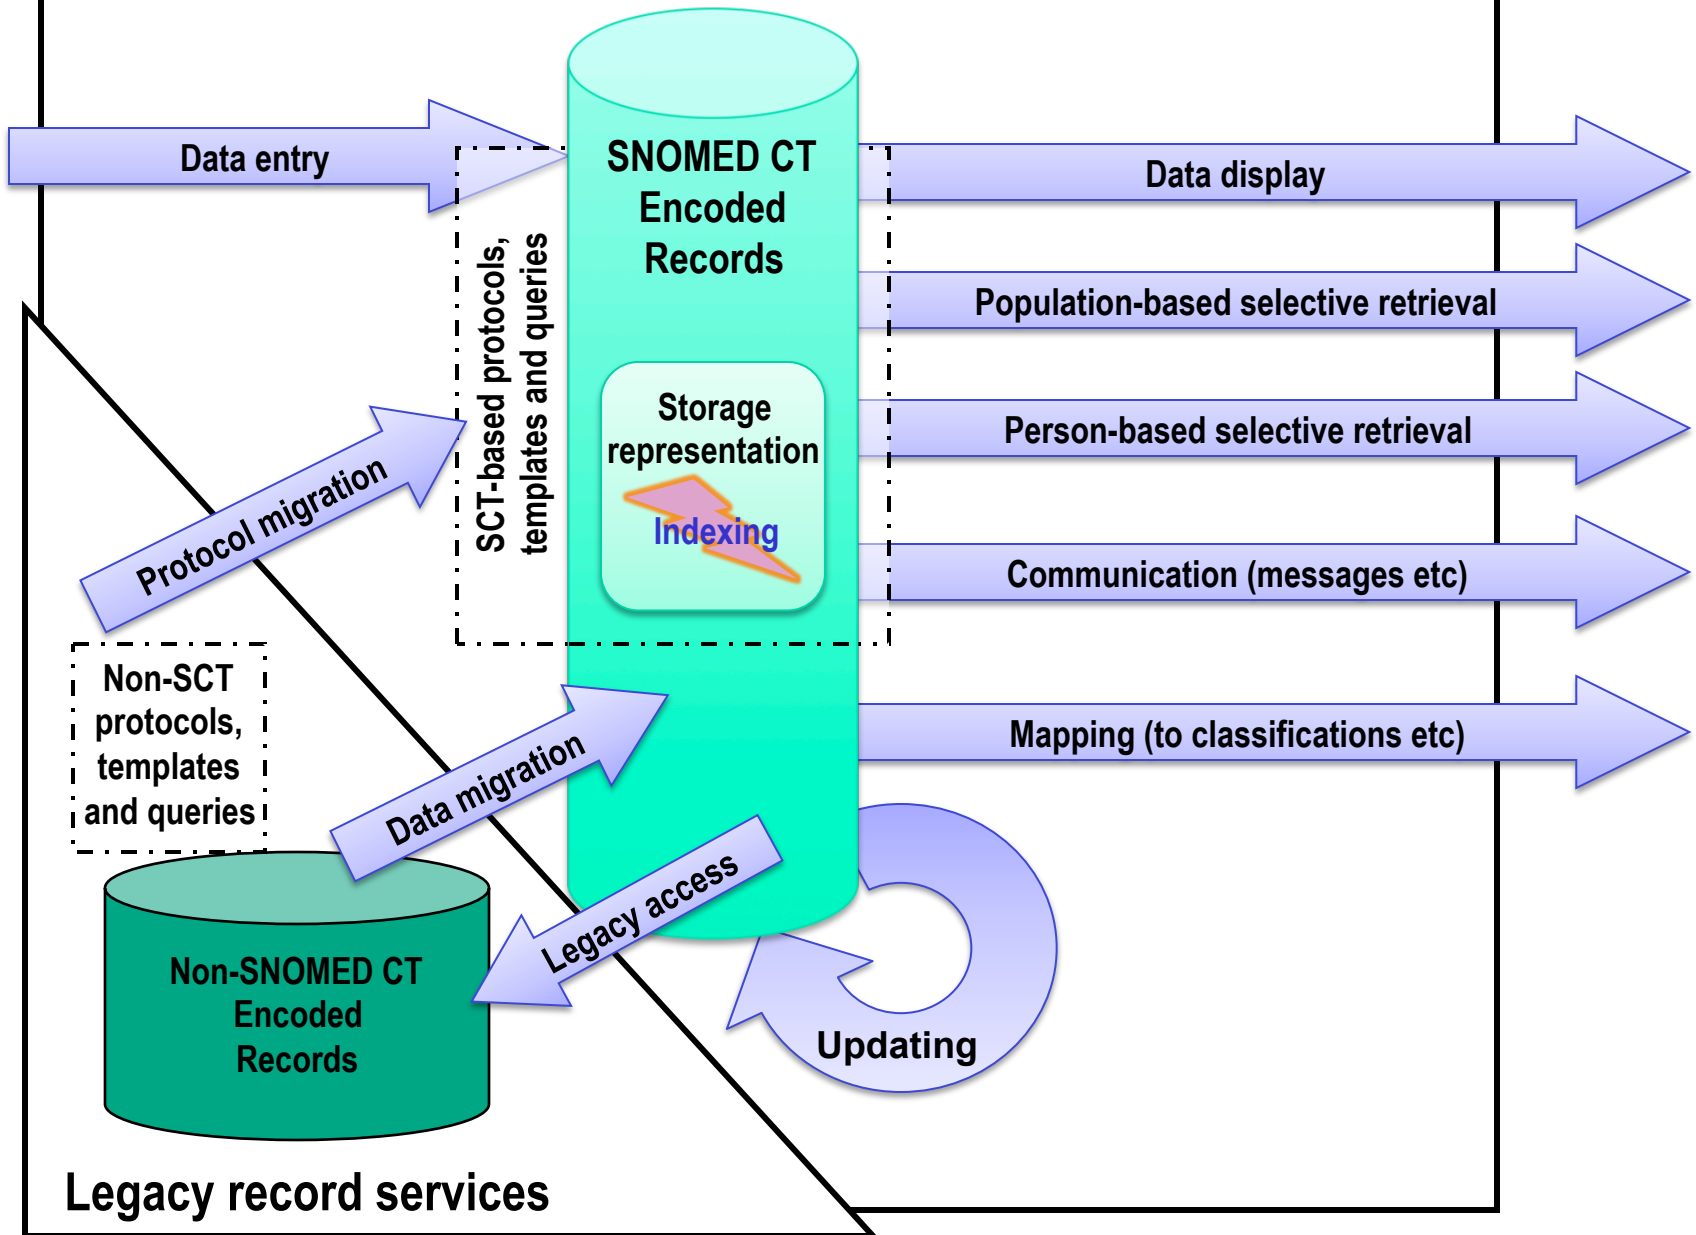 Data entry
SNOMED CT
Encoded
Records
Data display
Population-based selective retrieval
SCT-based protocols,
templates and queries
Storage
representation
Indexing
Person-based selective retrieval
Protocol migration
Communication (messages etc)
Non-SCT
protocols,
templates
and queries
Data migration
Mapping (to classifications etc)
Legacy access
Non-SNOMED CT
Encoded
Records
Updating
Legacy record services